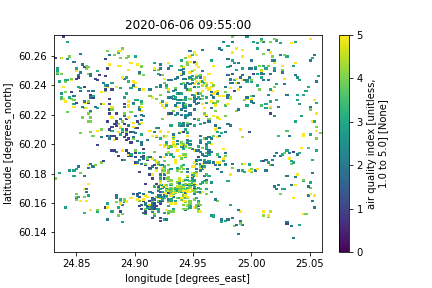 2020-06-06 09:55:00
60.26
60.24
60.22
60.20
60.18
60.16
60.14
latitude [degrees_north]
24.85 24.90 24.95 25.00 25.05
longitude [degrees_east]
5
4
3
2
1
0
air quality index [unitless,
1.0 to 5.0] [None]